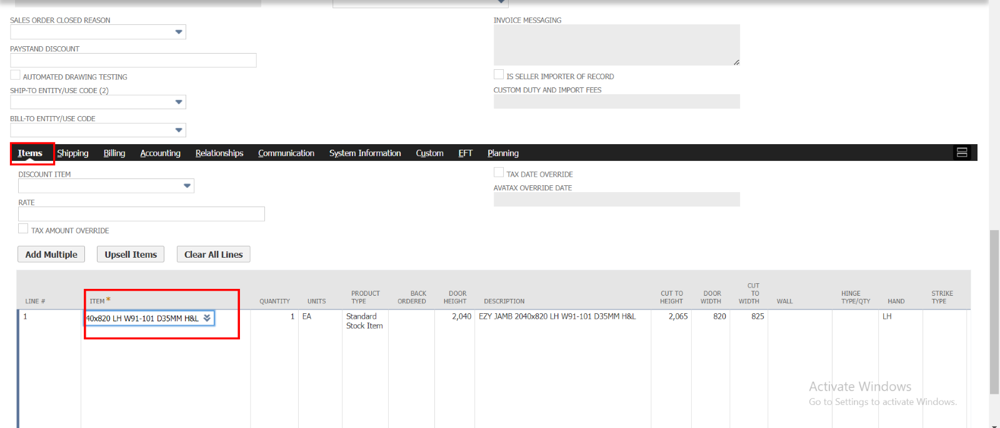 SALES ORDER CLOSED REASON
PAYSTAND DISCOUNT
AUTOMATED DRAWING TESTING
SHIP-TO ENTITY/USE CODE (2)
BILL-TO ENTITY/USE CODE
INVOICE MESSAGING
IS SELLER IMPORTER OF RECORD
CUSTOM DUTY AND IMPORT FEES
Items Shipping Billing Accounting Relationships Communication System Information Custom EFT Planning
DISCOUNT ITEM
RATE
TAX AMOUNT OVERRIDE
TAX DATE OVERRIDE
AVATAX OVERRIDE DATE
Add Multiple Upsell Items Clear All Lines
LINE # ITEM * QUANTITY UNITS PRODUCT TYPE BACK ORDERED DOOR HEIGHT DESCRIPTION CUT TO HEIGHT DOOR WIDTH CUT TO WIDTH WALL HINGE TYPE/QTY HAND STRIKE TYPE
1 40x820 LH W91-101 D35MM H&L 1 EA Standard Stock Item 2,040 EZY JAMB 2040x820 LH W91-101 D35MM H&L 2,065 820 825 LH
Activate Windows
Go to Settings to activate Windows.